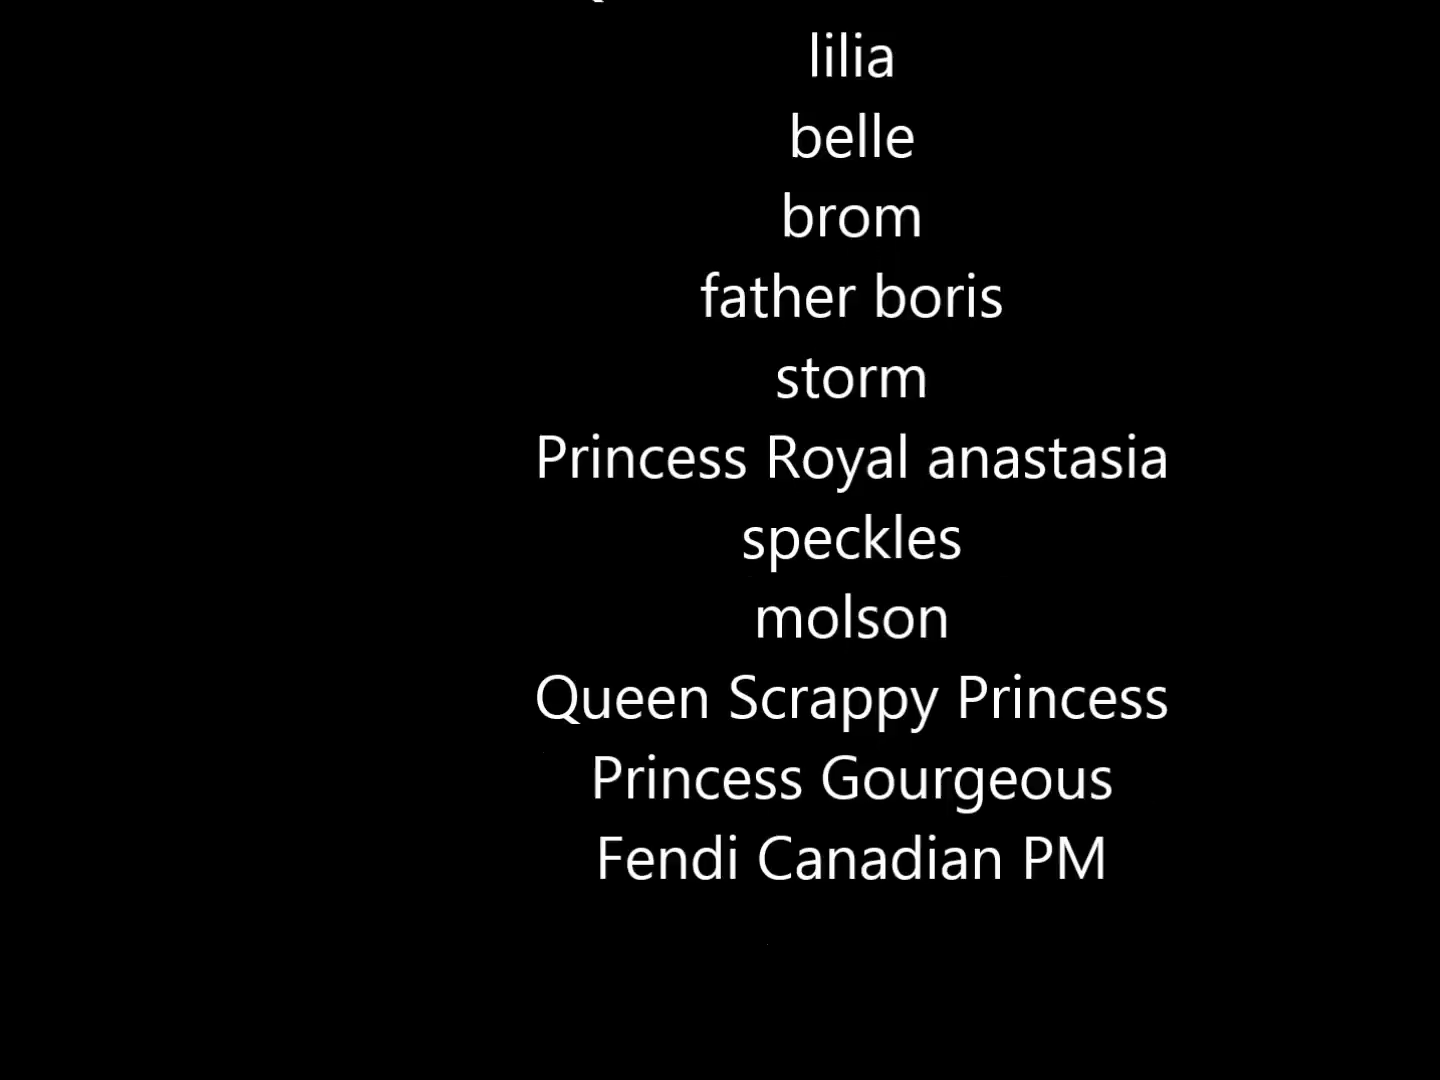 lilia
belle
brom
father boris
storm
Princess Royal anastasia
speckles
molson
Queen Scrappy Princess
Princess Gourgeous
Fendi Canadian PM